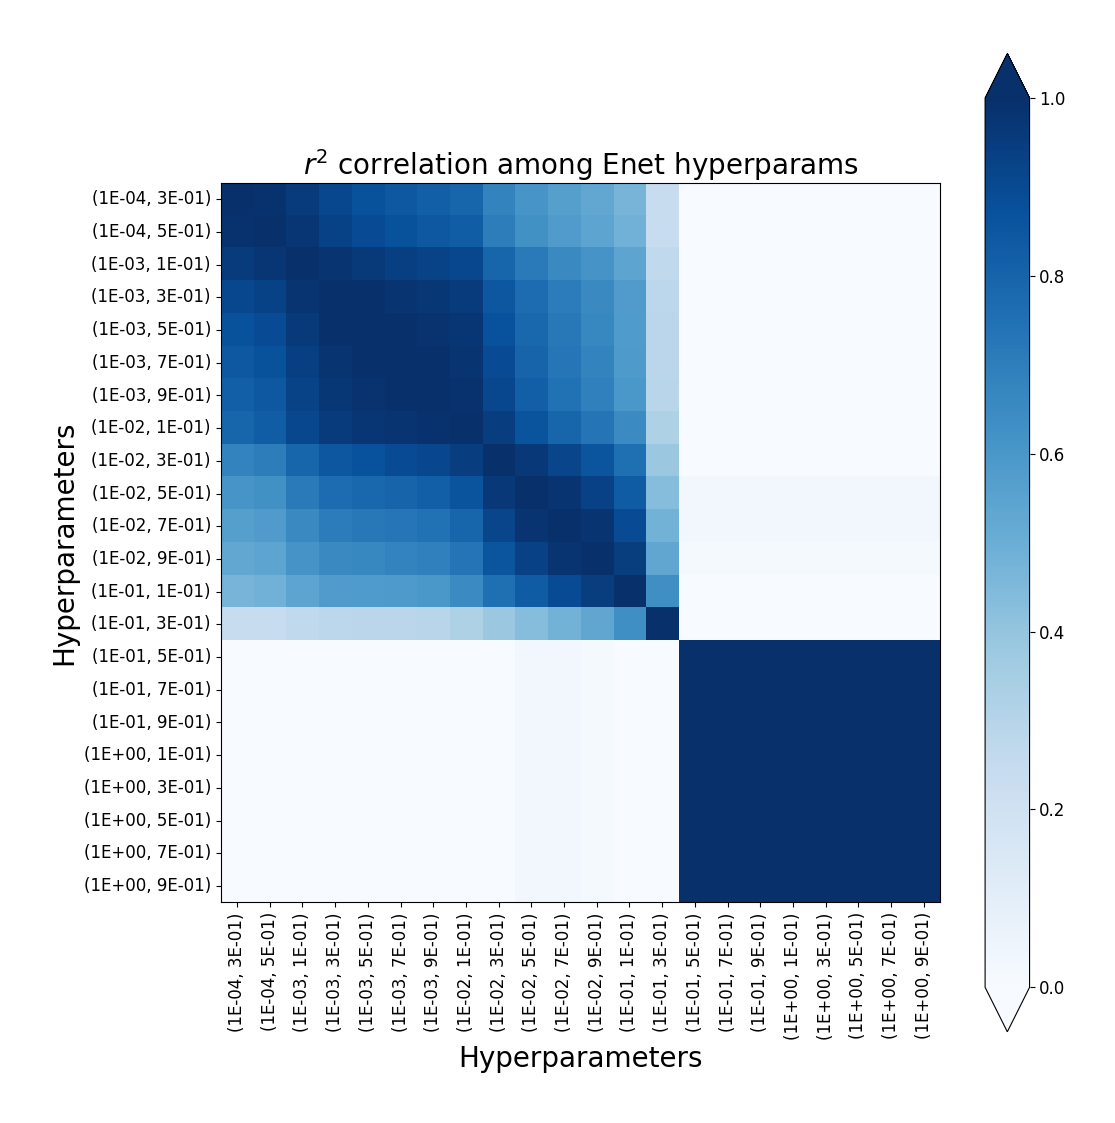 r² correlation among Enet hyperparams
1.0
0.8
0.6
0.4
0.2
0.0
Hyperparameters
(1E-04, 3E-01)
(1E-04, 5E-01)
(1E-03, 1E-01)
(1E-03, 3E-01)
(1E-03, 5E-01)
(1E-03, 7E-01)
(1E-03, 9E-01)
(1E-02, 1E-01)
(1E-02, 3E-01)
(1E-02, 5E-01)
(1E-02, 7E-01)
(1E-02, 9E-01)
(1E-01, 1E-01)
(1E-01, 3E-01)
(1E-01, 5E-01)
(1E-01, 7E-01)
(1E-01, 9E-01)
(1E+00, 1E-01)
(1E+00, 3E-01)
(1E+00, 5E-01)
(1E+00, 7E-01)
(1E+00, 9E-01)
(1E-04, 3E-01)
(1E-04, 5E-01)
(1E-03, 1E-01)
(1E-03, 3E-01)
(1E-03, 5E-01)
(1E-03, 7E-01)
(1E-03, 9E-01)
(1E-02, 1E-01)
(1E-02, 3E-01)
(1E-02, 5E-01)
(1E-02, 7E-01)
(1E-02, 9E-01)
(1E-01, 1E-01)
(1E-01, 3E-01)
(1E-01, 5E-01)
(1E-01, 7E-01)
(1E-01, 9E-01)
(1E+00, 1E-01)
(1E+00, 3E-01)
(1E+00, 5E-01)
(1E+00, 7E-01)
(1E+00, 9E-01)
Hyperparameters